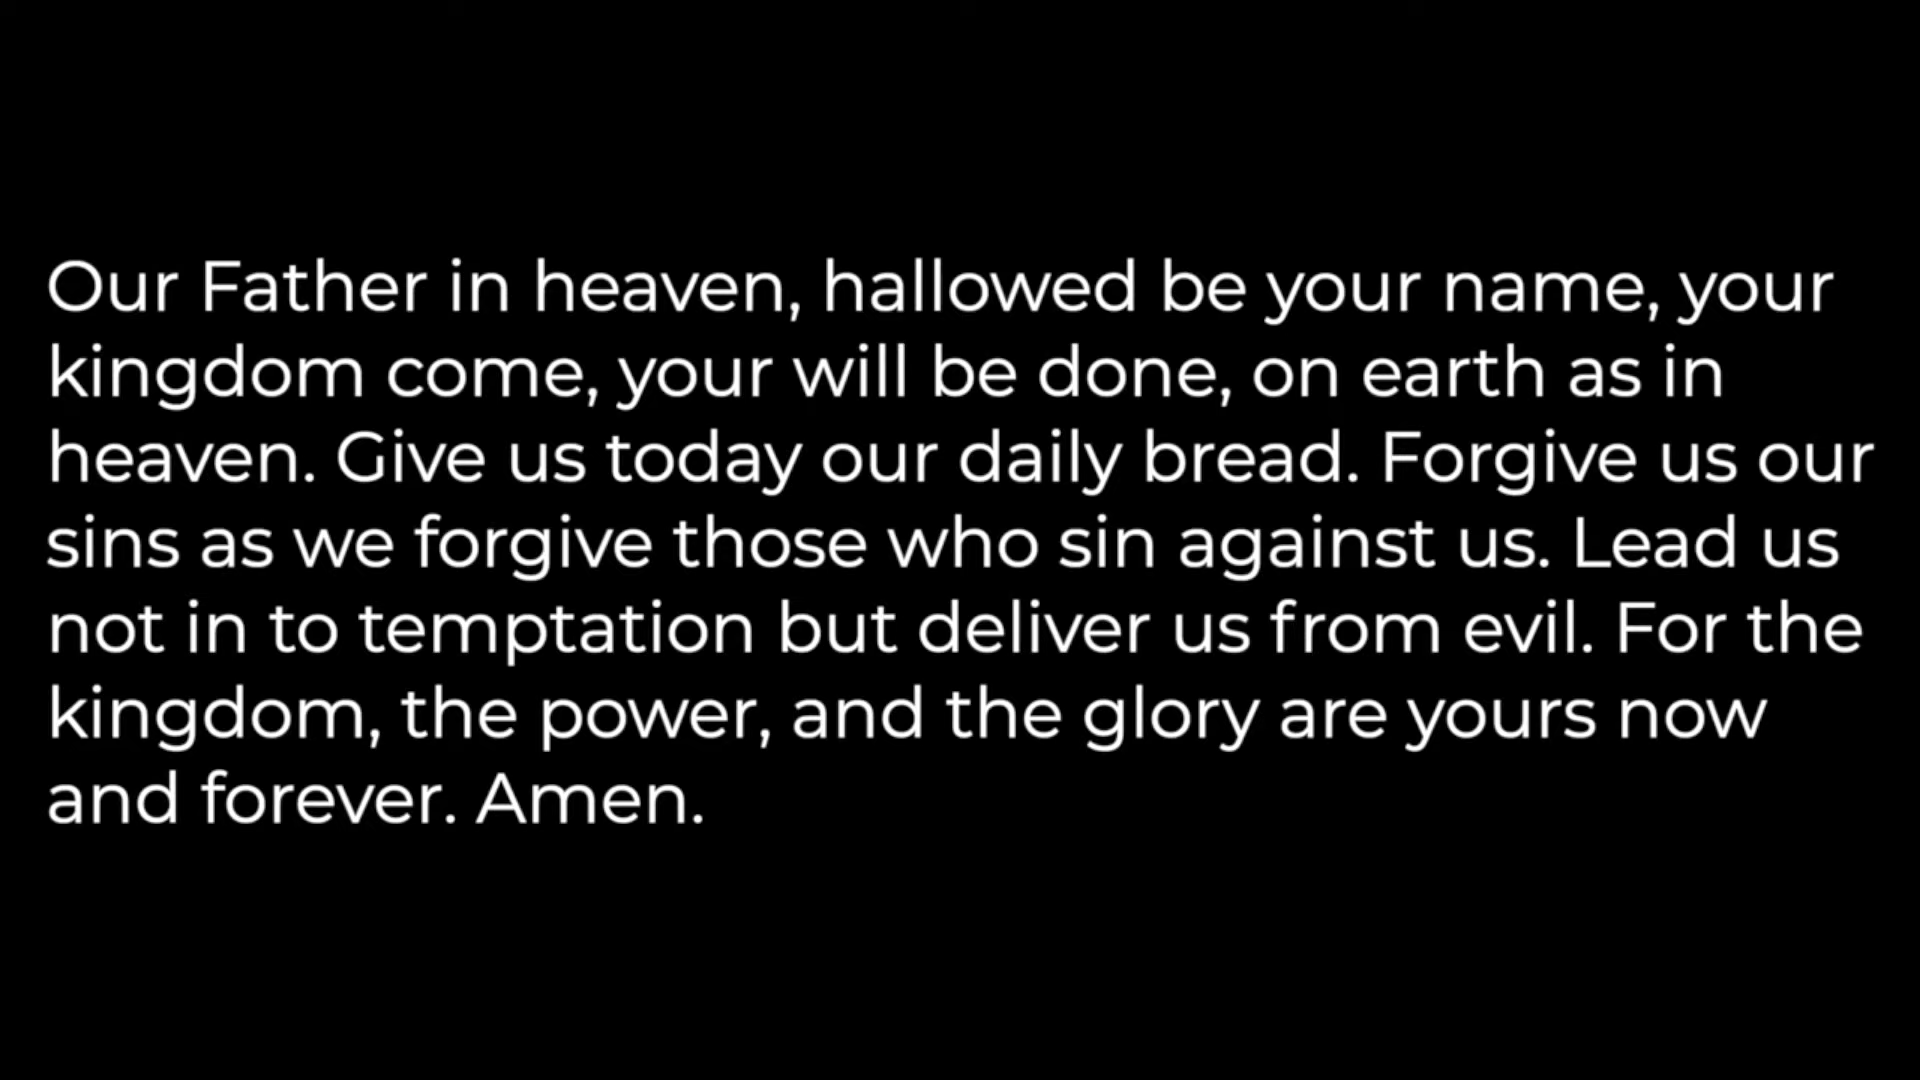 Our Father in heaven, hallowed be your name, your
kingdom come, your will be done, on earth as in
heaven. Give us today our daily bread. Forgive us our
sins as we forgive those who sin against us. Lead us
not in to temptation but deliver us from evil. For the
kingdom, the power, and the glory are yours now
and forever. Amen.